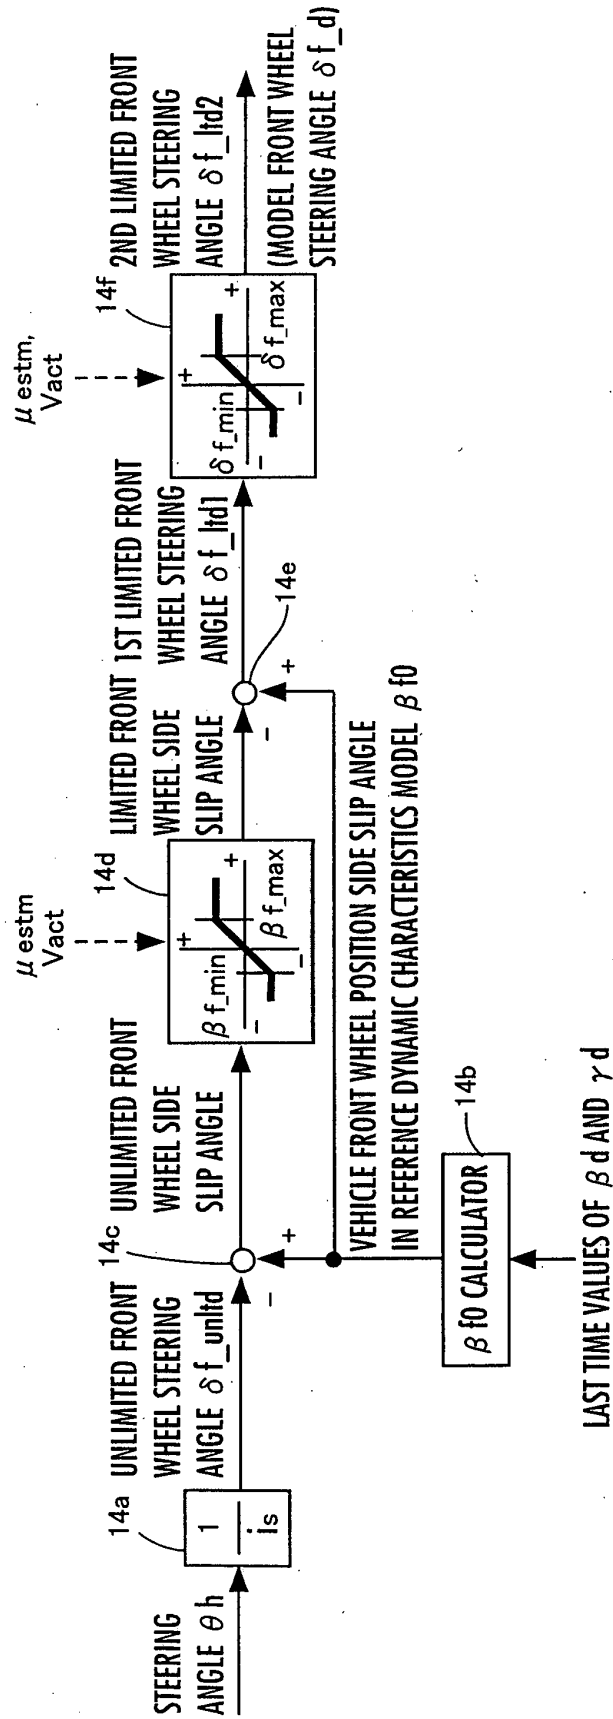 STEERING
ANGLE θh
14a
1
is
UNLIMITED FRONT
WHEEL STEERING
ANGLE δf_unltd
14c
−
+
UNLIMITED FRONT
WHEEL SIDE
SLIP ANGLE
μestm
Vact
14d
+
βf_min
+
−
βf_max
−
LIMITED FRONT
WHEEL SIDE
SLIP ANGLE
−
+
14e
1ST LIMITED FRONT
WHEEL STEERING
ANGLE δf_ltd1
μestm,
Vact
14f
+
δf_min
+
−
δf_max
−
2ND LIMITED FRONT
WHEEL STEERING
ANGLE δf_ltd2
(MODEL FRONT WHEEL
STEERING ANGLE δf_d)
VEHICLE FRONT WHEEL POSITION SIDE SLIP ANGLE
IN REFERENCE DYNAMIC CHARACTERISTICS MODEL βf0
14b
βf0 CALCULATOR
LAST TIME VALUES OF βd AND γd